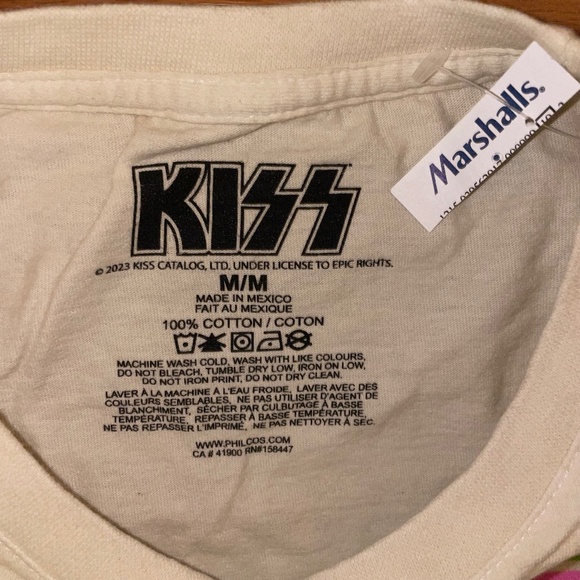 KISS
© 2023 KISS CATALOG, LTD. UNDER LICENSE TO EPIC RIGHTS.
M/M
MADE IN MEXICO
FAIT AU MEXIQUE
100% COTTON / COTON
MACHINE WASH COLD, WASH WITH LIKE COLOURS,
DO NOT BLEACH, TUMBLE DRY LOW, IRON ON LOW,
DO NOT IRON PRINT, DO NOT DRY CLEAN.
LAVER À LA MACHINE A L'EAU FROIDE, LAVER AVEC DES
COULEURS SEMBLABLES, NE PAS UTILISER D'AGENT DE
BLANCHIMENT, SÉCHER PAR CULBUTAGE À BASSE
TEMPÉRATURE, REPASSER À BASSE TEMPÉRATURE,
NE PAS REPASSER L'IMPRIMÉ, NE PAS NETTOYER À SEC.
WWW.PHILCOS.COM
CA # 41900 RN#158447
Marshalls.